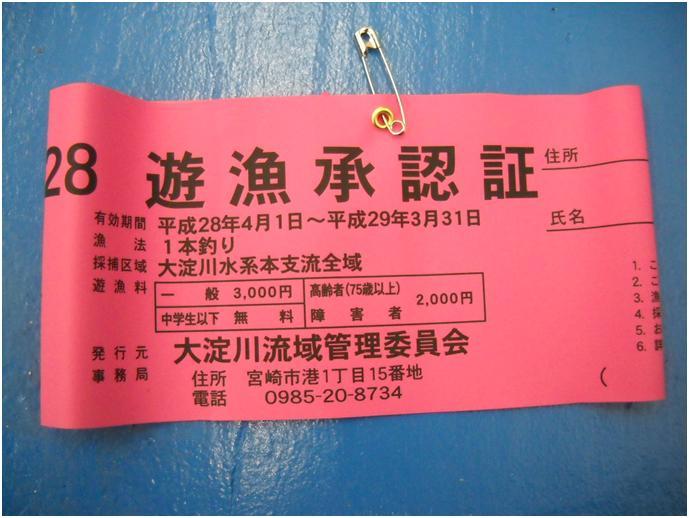 28 遊漁承認証
有効期間 平成28年4月1日～平成29年3月31日
漁法 1本釣り
採捕区域 大淀川水系本支流全域
遊漁料 一般 3,000円 高齢者(75歳以上) 2,000円
中学生以下 無料 障害者
発行元 大淀川流域管理委員会
事務局 住所 宮崎市港1丁目15番地
電話 0985-20-8734
住所
氏名
1. こ
2. こ
3. 漁
4. 採
5. お
6.
(